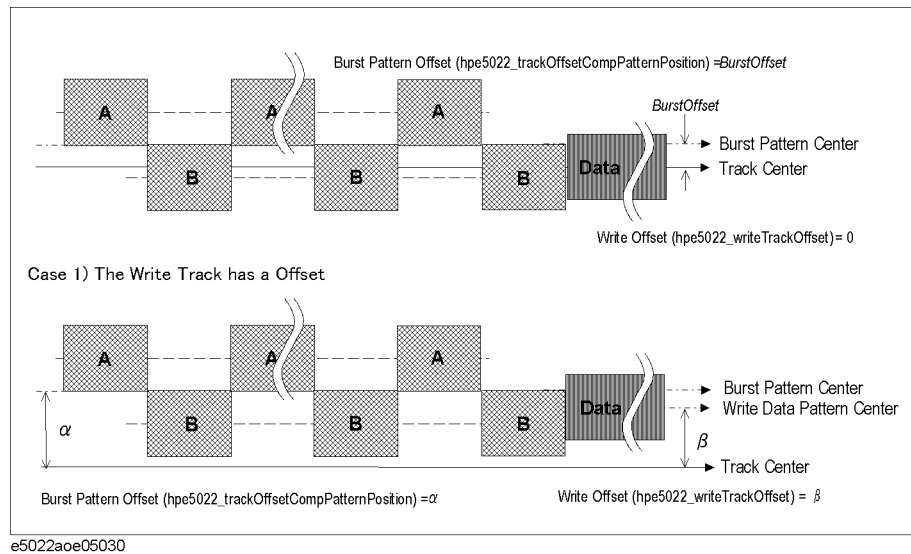 Burst Pattern Offset (hpe5022_trackOffsetCompPatternPosition) =BurstOffset
A A A
BurstOffset
Burst Pattern Center
Data
Track Center
B B B
Write Offset (hpe5022_writeTrackOffset)= 0
Case 1) The Write Track has a Offset
A A A
Burst Pattern Center
Write Data Pattern Center
Data
B B B
α
β
Track Center
Burst Pattern Offset (hpe5022_trackOffsetCompPatternPosition) =α
Write Offset (hpe5022_writeTrackOffset) = β
e5022aoe05030